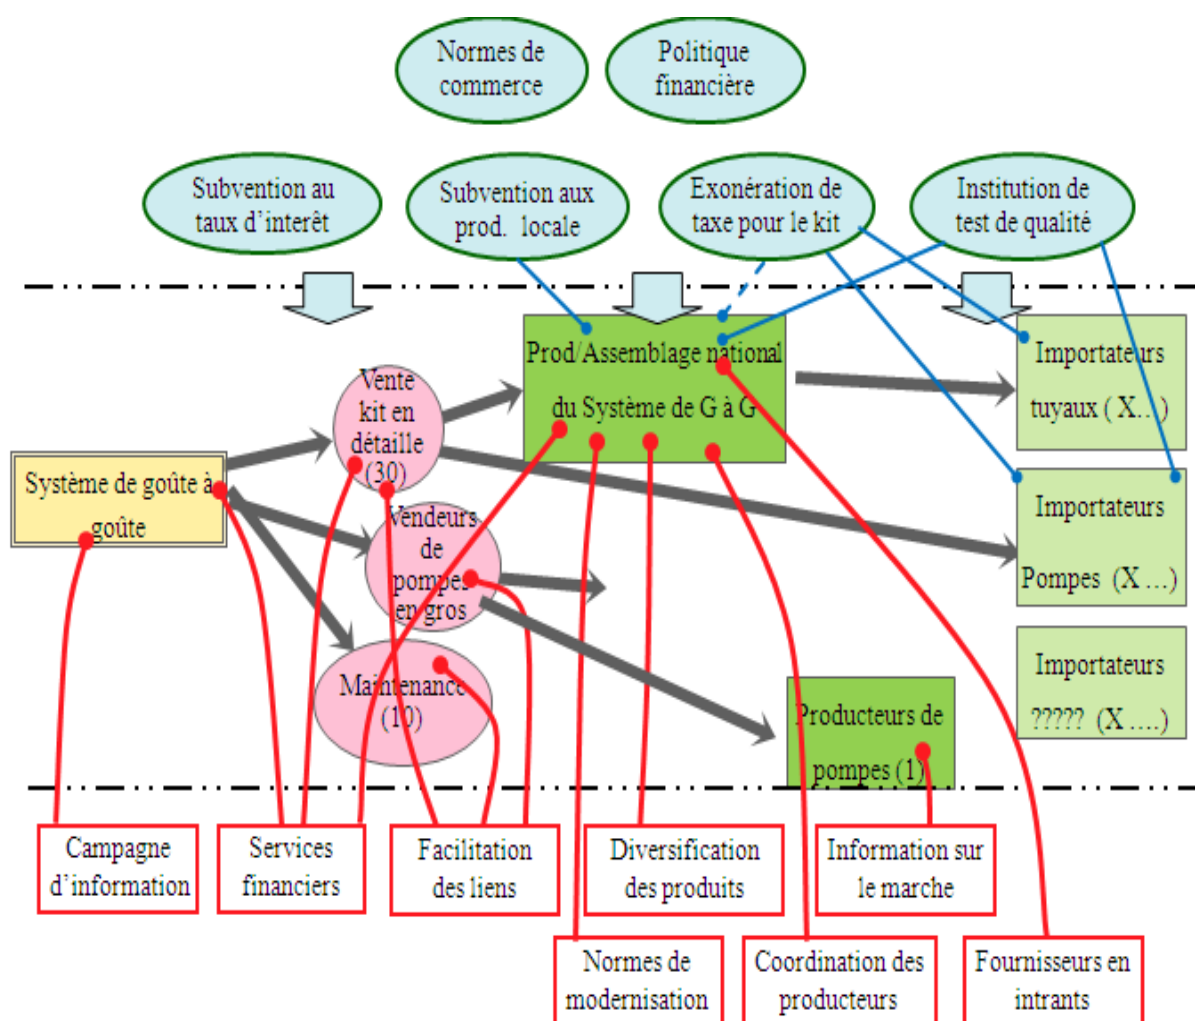 Normes de
commerce
Politique
financière
Subvention au
taux d’interêt
Subvention aux
prod. locale
Exonération de
taxe pour le kit
Institution de
test de qualité
Prod/Assemblage national
du Système de G à G
Importateurs
tuyaux ( X…)
Vente
kit en
détaille
(30)
Système de goûte à
goûte
Vendeurs
de
pompes
en gros
Importateurs
Pompes (X …)
Maintenance
(10)
Importateurs
????? (X ….)
Producteurs de
pompes (1)
Campagne
d’information
Services
financiers
Facilitation
des liens
Diversification
des produits
Information sur
le marche
Normes de
modernisation
Coordination des
producteurs
Fournisseurs en
intrants